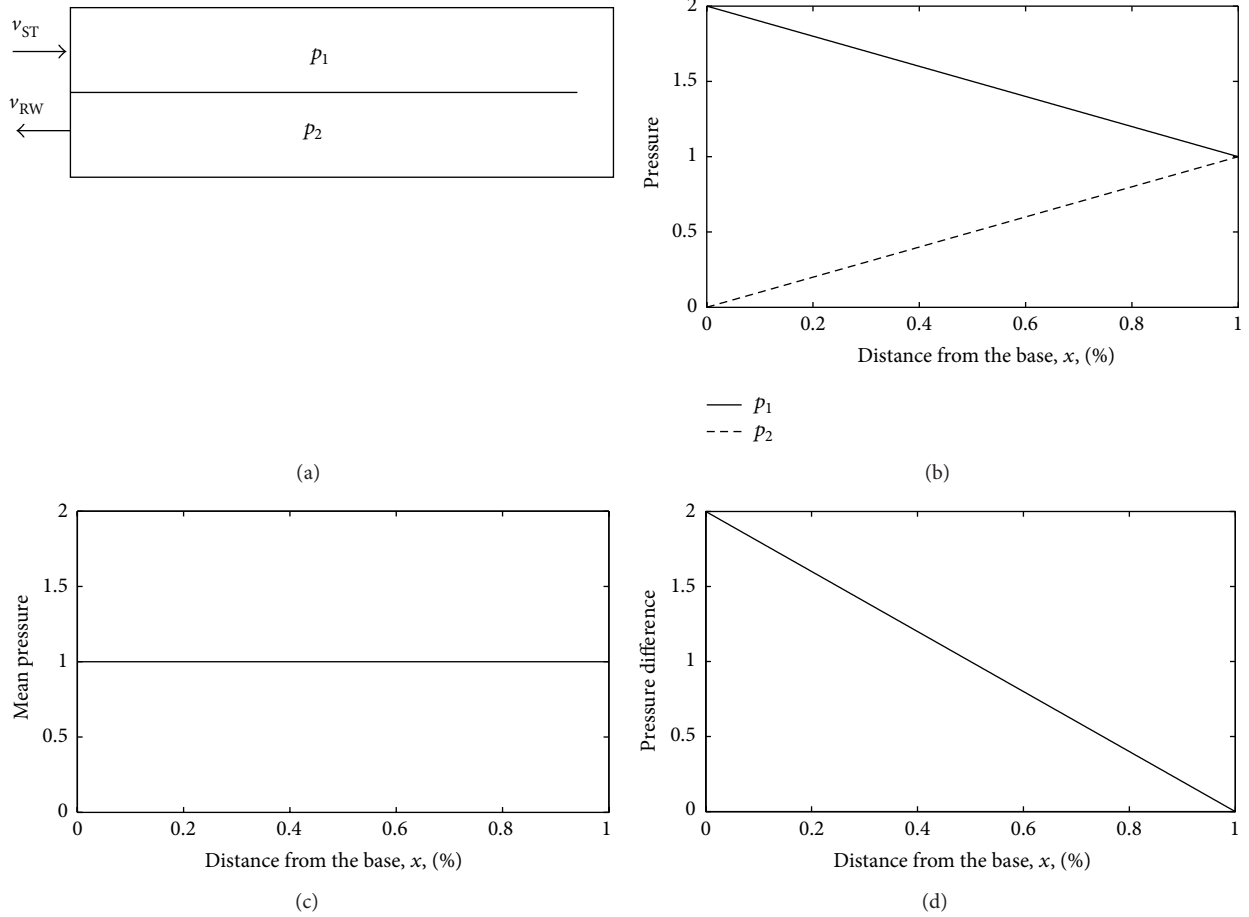 v_ST
p_1
v_RW
p_2
(a)
2
1.5
1
0.5
0
Pressure
0 0.2 0.4 0.6 0.8 1
Distance from the base, x, (%)
p_1
p_2
(b)
2
1.5
1
0.5
0
Mean pressure
0 0.2 0.4 0.6 0.8 1
Distance from the base, x, (%)
(c)
2
1.5
1
0.5
0
Pressure difference
0 0.2 0.4 0.6 0.8 1
Distance from the base, x, (%)
(d)